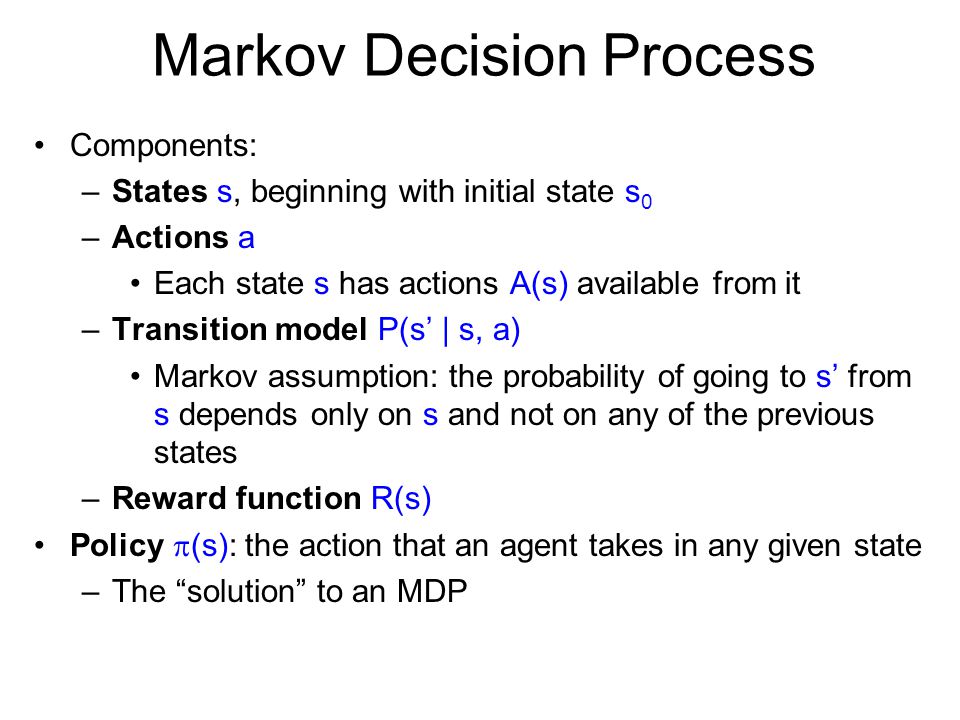 Markov Decision Process
• Components:
– States s, beginning with initial state s₀
– Actions a
• Each state s has actions A(s) available from it
– Transition model P(s’ | s, a)
• Markov assumption: the probability of going to s’ from
s depends only on s and not on any of the previous
states
– Reward function R(s)
• Policy π(s): the action that an agent takes in any given state
– The “solution” to an MDP